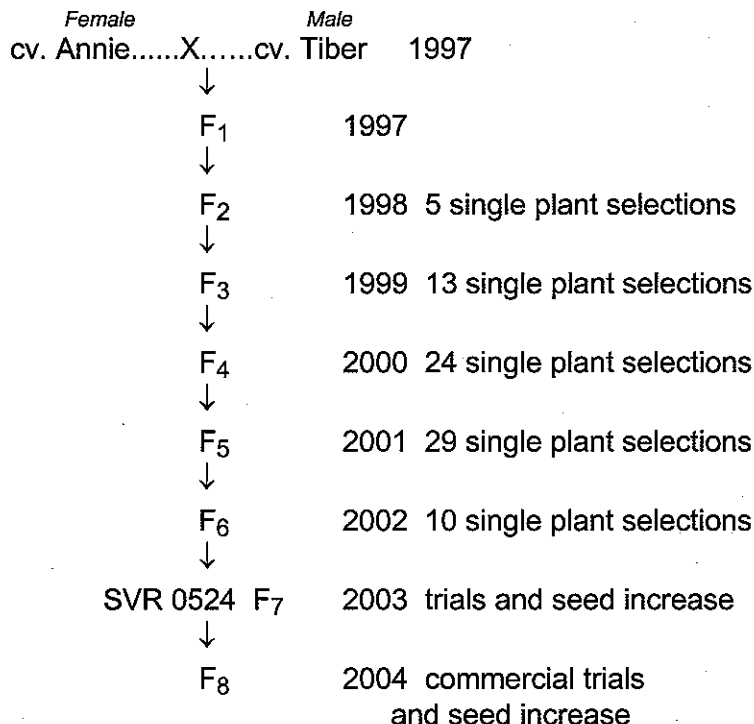 Female Male
cv. Annie......X......cv. Tiber 1997
↓
F₁ 1997
↓
F₂ 1998 5 single plant selections
↓
F₃ 1999 13 single plant selections
↓
F₄ 2000 24 single plant selections
↓
F₅ 2001 29 single plant selections
↓
F₆ 2002 10 single plant selections
↓
SVR 0524 F₇ 2003 trials and seed increase
↓
F₈ 2004 commercial trials
and seed increase